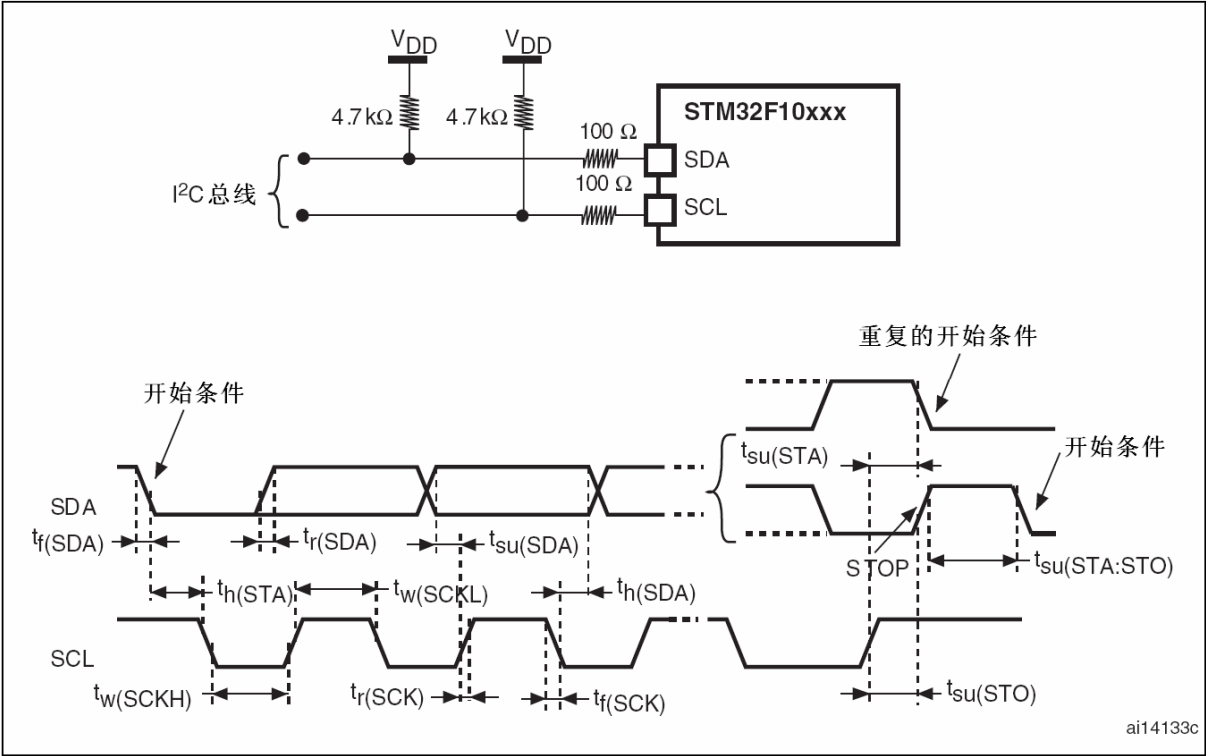 VDD VDD
4.7kΩ 4.7kΩ
100 Ω
100 Ω
STM32F10xxx
SDA
SCL
I²C总线
重复的开始条件
开始条件
开始条件
tsu(STA)
SDA
tf(SDA) tr(SDA) tsu(SDA)
STOP
tsu(STA:STO)
th(STA) tw(SCKL) th(SDA)
SCL
tw(SCKH) tr(SCK) tf(SCK) tsu(STO)
ai14133c